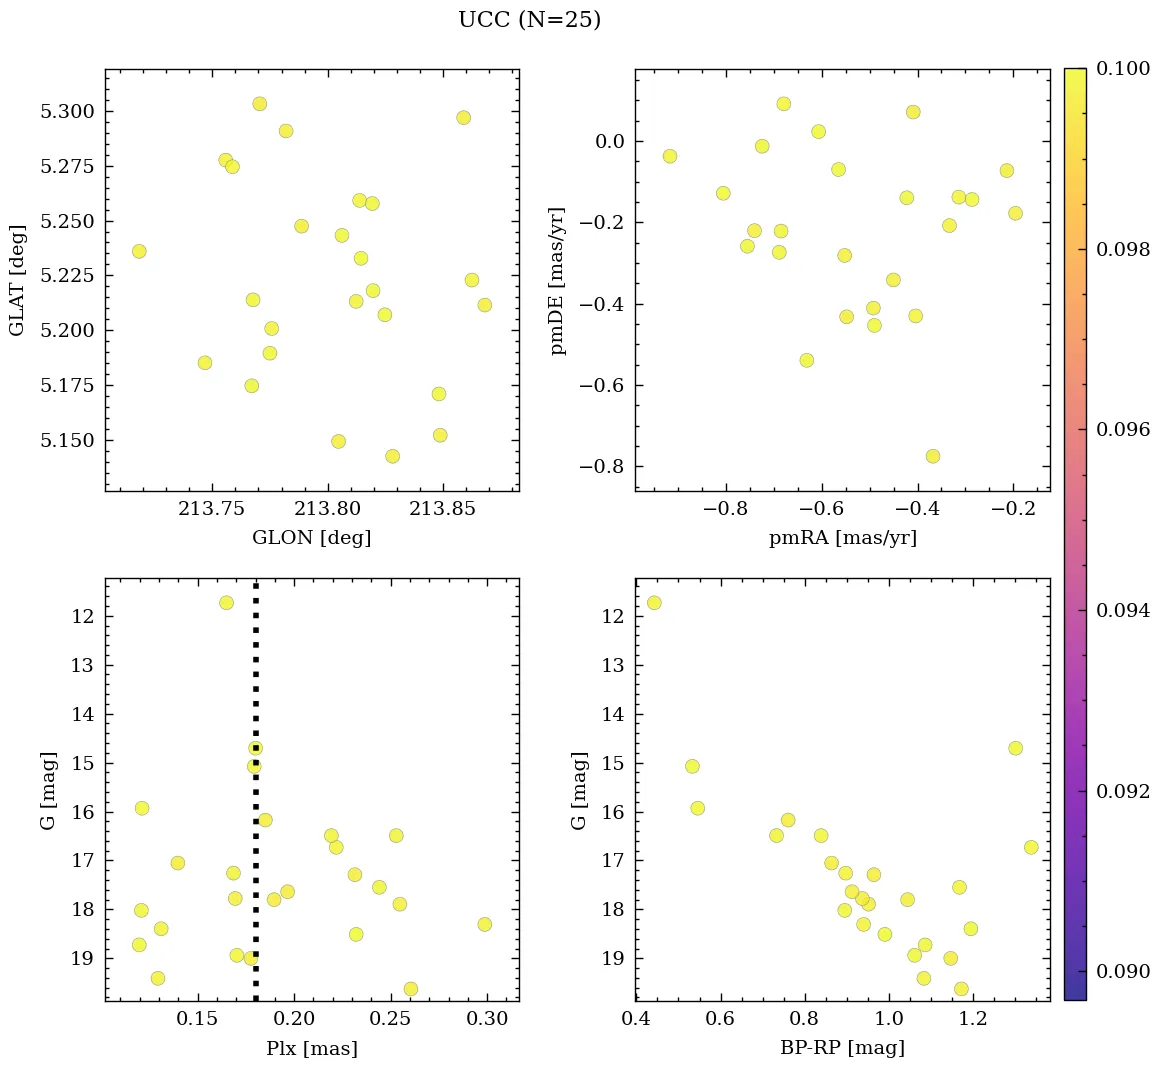 UCC (N=25)
5.300
5.275
5.250
5.225
5.200
5.175
5.150
GLAT [deg]
213.75 213.80 213.85
GLON [deg]
0.0
−0.2
−0.4
−0.6
−0.8
pmDE [mas/yr]
−0.8 −0.6 −0.4 −0.2
pmRA [mas/yr]
0.100
0.098
0.096
0.094
0.092
0.090
12
13
14
15
16
17
18
19
G [mag]
0.15 0.20 0.25 0.30
Plx [mas]
12
13
14
15
16
17
18
19
G [mag]
0.4 0.6 0.8 1.0 1.2
BP-RP [mag]